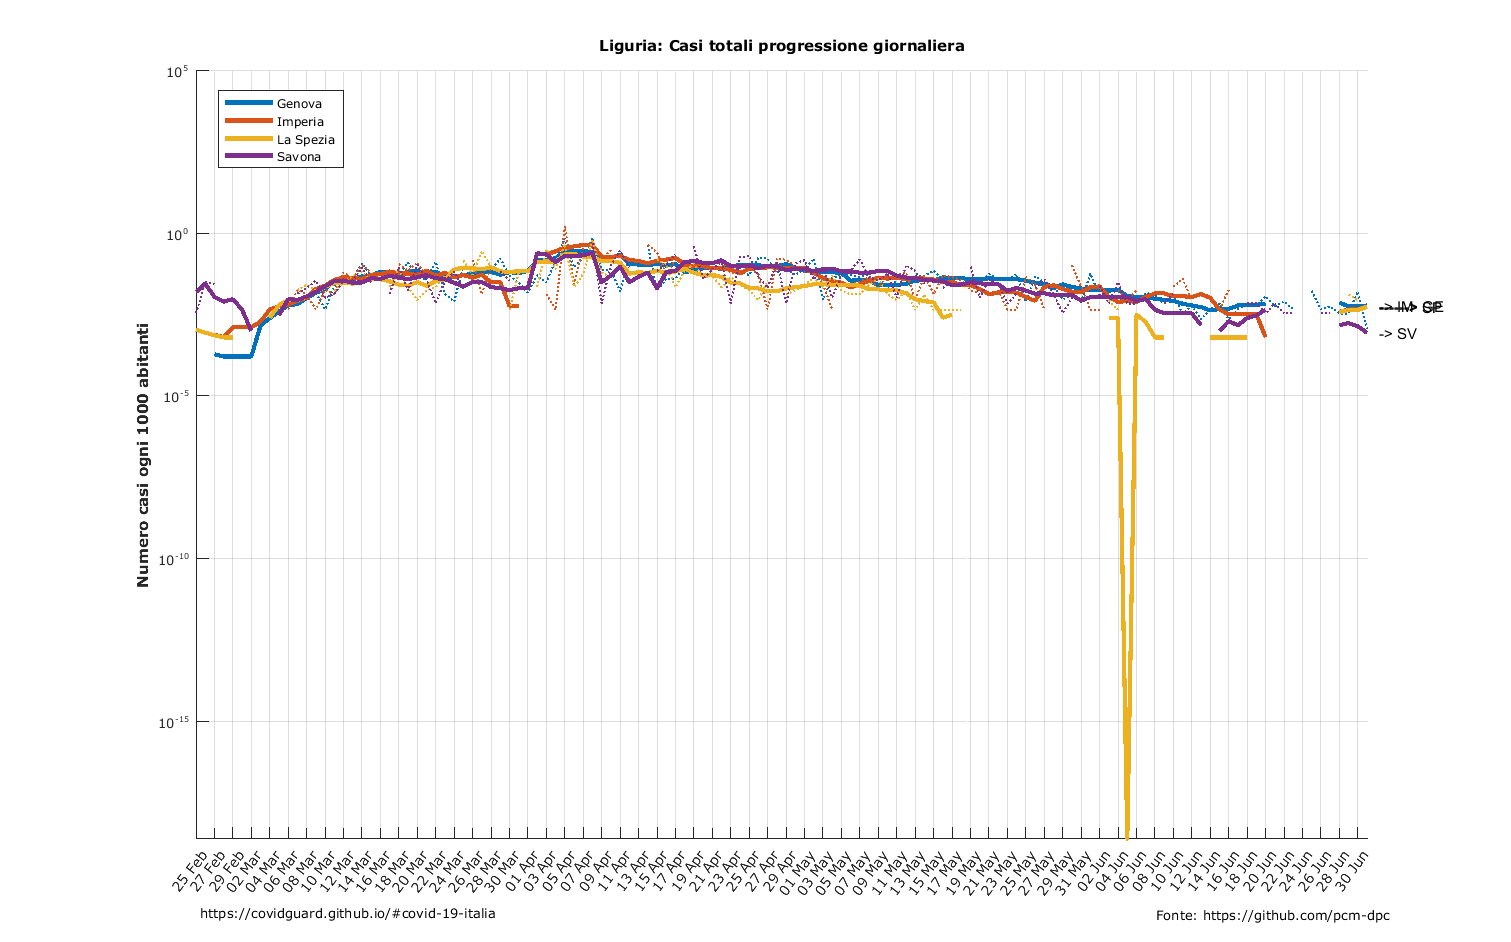 Liguria: Casi totali progressione giornaliera
Numero casi ogni 1000 abitanti
10^5
10^0
10^-5
10^-10
10^-15
Genova
Imperia
La Spezia
Savona
-> SV
25 Feb
27 Feb
29 Feb
02 Mar
04 Mar
06 Mar
08 Mar
10 Mar
12 Mar
14 Mar
16 Mar
18 Mar
20 Mar
22 Mar
24 Mar
26 Mar
28 Mar
30 Mar
01 Apr
03 Apr
05 Apr
07 Apr
09 Apr
11 Apr
13 Apr
15 Apr
17 Apr
19 Apr
21 Apr
23 Apr
25 Apr
27 Apr
29 Apr
01 May
03 May
05 May
07 May
09 May
11 May
13 May
15 May
17 May
19 May
21 May
23 May
25 May
27 May
29 May
31 May
02 Jun
04 Jun
06 Jun
08 Jun
10 Jun
12 Jun
14 Jun
16 Jun
18 Jun
20 Jun
22 Jun
24 Jun
26 Jun
28 Jun
30 Jun
https://covidguard.github.io/#covid-19-italia
Fonte: https://github.com/pcm-dpc